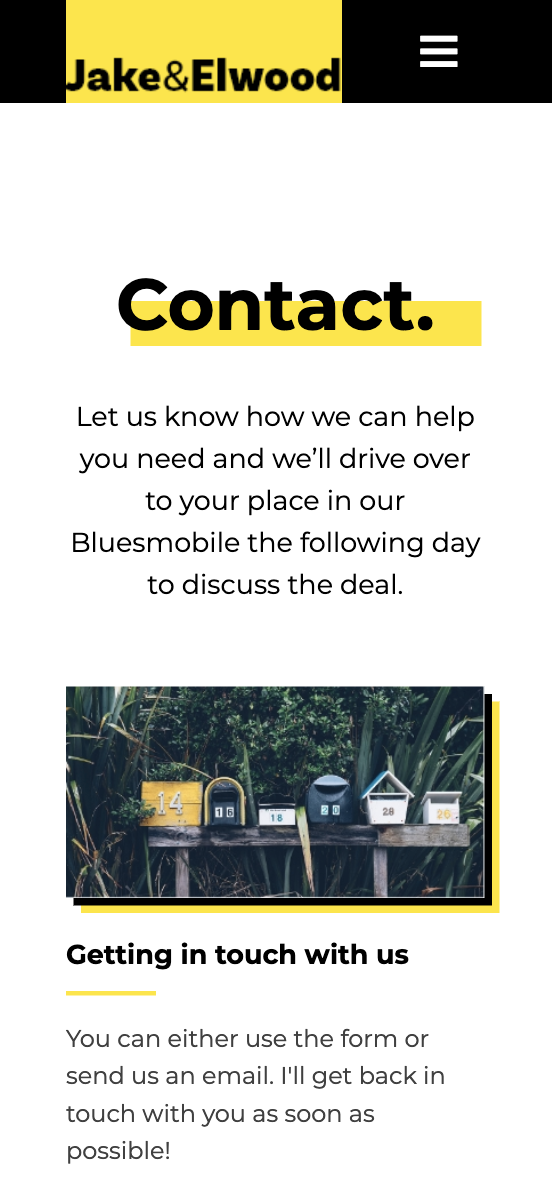 Jake&Elwood
Contact.
Let us know how we can help
you need and we’ll drive over
to your place in our
Bluesmobile the following day
to discuss the deal.
14
16
18
20
28
26
Getting in touch with us
You can either use the form or
send us an email. I'll get back in
touch with you as soon as
possible!